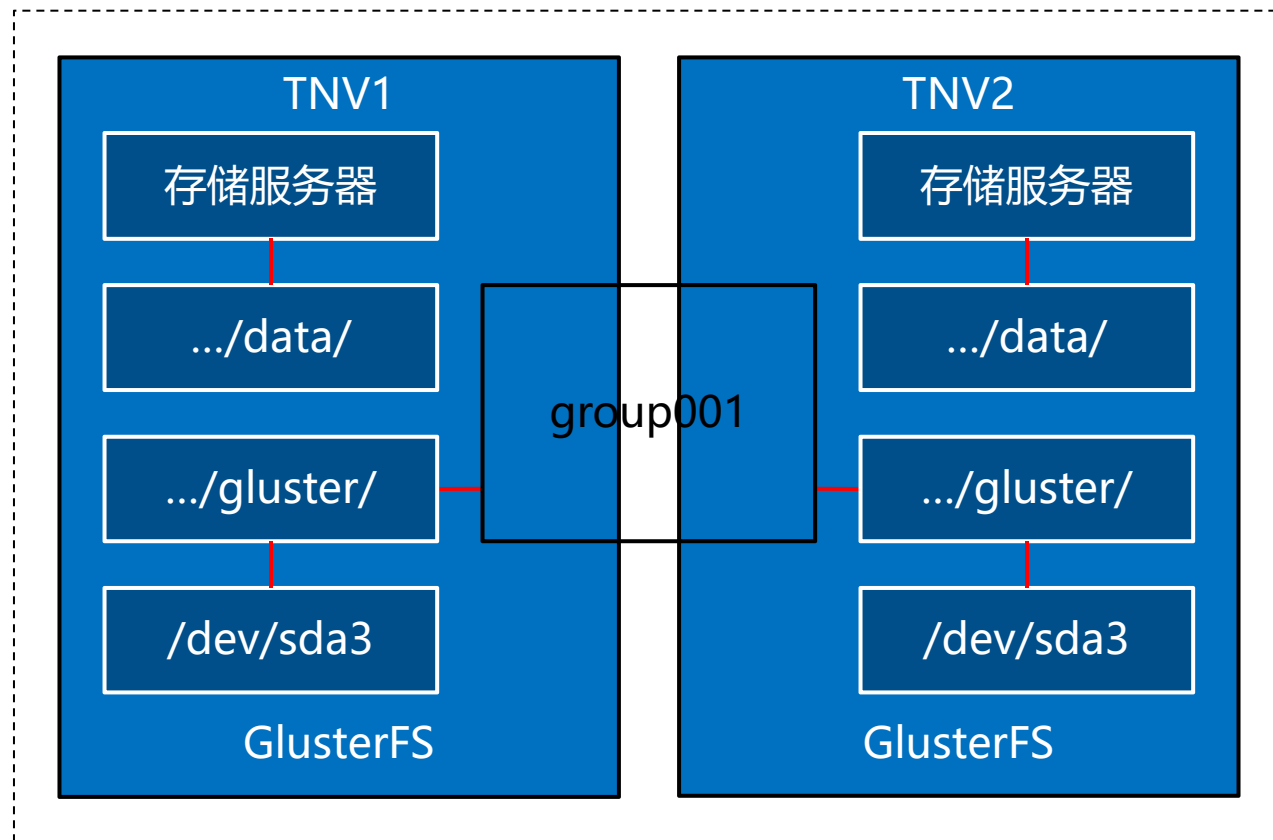 TNV1
存储服务器
.../data/
.../gluster/
/dev/sda3
GlusterFS
group001
TNV2
存储服务器
.../data/
.../gluster/
/dev/sda3
GlusterFS